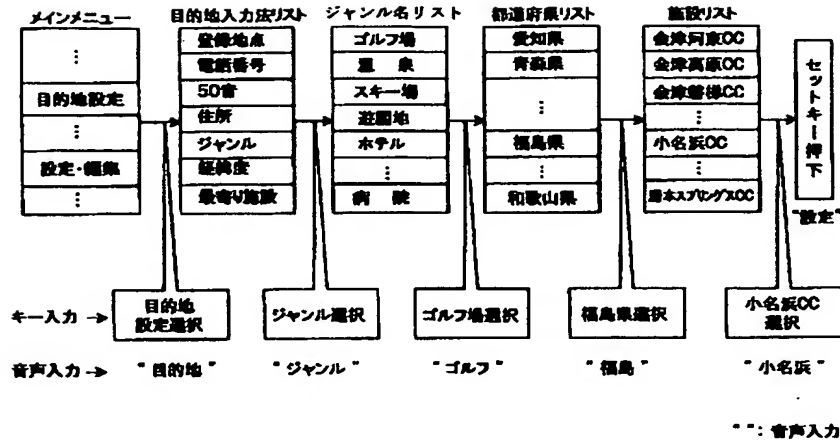 メインメニュー
⋮
目的地設定
⋮
設定・編集
⋮
目的地入力法リスト
登録地点
電話番号
50音
住所
ジャンル
経緯度
最寄り施設
ジャンル名リスト
ゴルフ場
温 泉
スキー場
遊園地
ホテル
⋮
病 院
都道府県リスト
愛知県
青森県
⋮
福島県
⋮
和歌山県
施設リスト
会津河東CC
会津高原CC
会津磐梯CC
⋮
小名浜CC
⋮
勝本スプリングスCC
セットキー押下
"設定"
キー入力 →
目的地
設定選択
ジャンル選択
ゴルフ場選択
福島県選択
小名浜CC
選択
音声入力 →
"目的地"
"ジャンル"
"ゴルフ"
"福島"
"小名浜"
" ": 音声入力